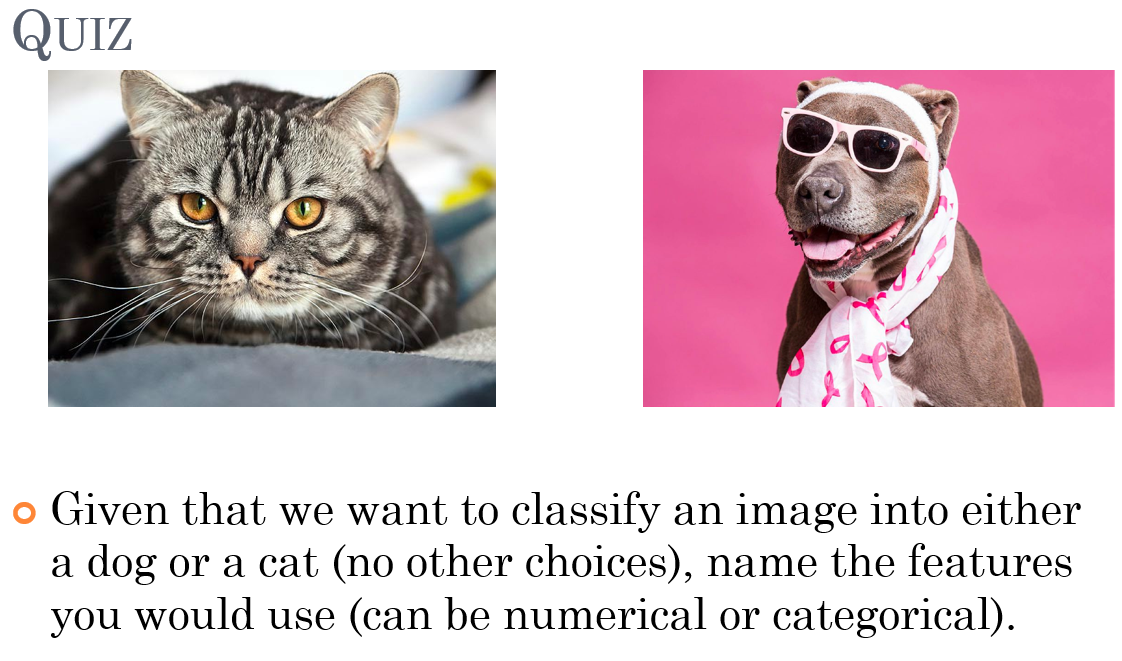 Quiz
Given that we want to classify an image into either
a dog or a cat (no other choices), name the features
you would use (can be numerical or categorical).